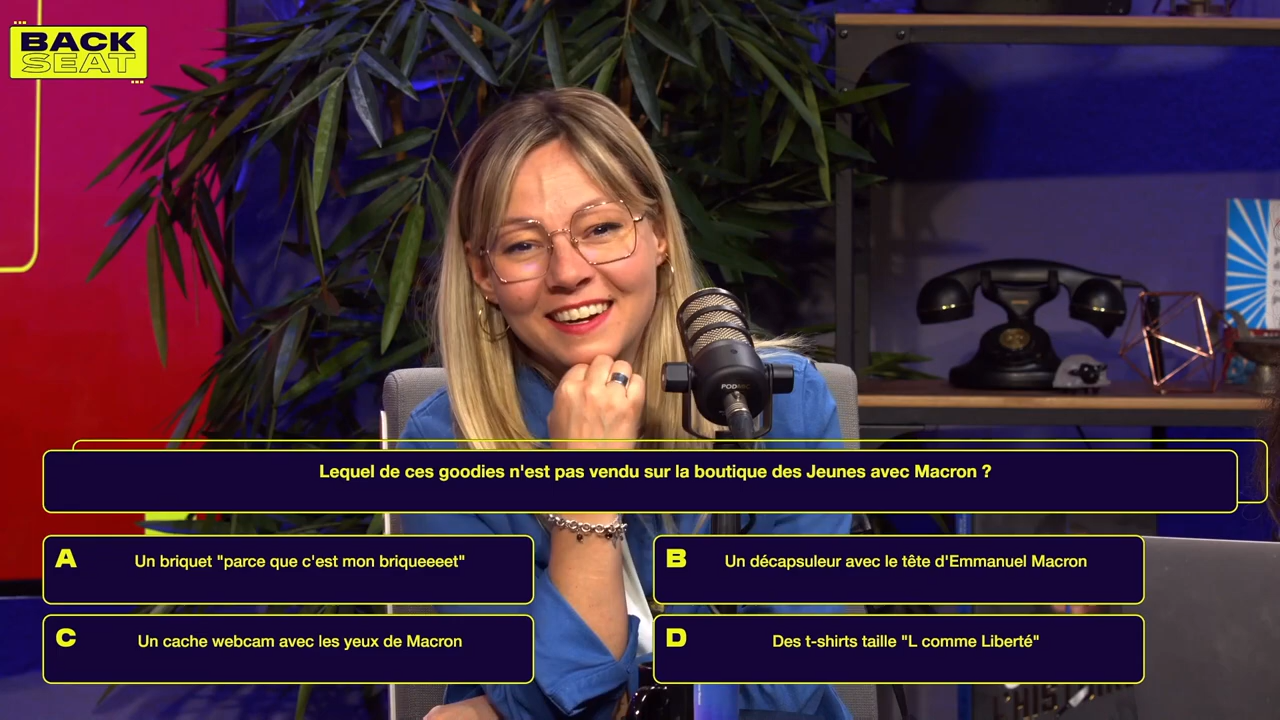 BACK
SEAT
PODMIC
Lequel de ces goodies n'est pas vendu sur la boutique des Jeunes avec Macron ?
A
Un briquet "parce que c'est mon briqueeeet"
B
Un décapsuleur avec le tête d'Emmanuel Macron
C
Un cache webcam avec les yeux de Macron
D
Des t-shirts taille "L comme Liberté"